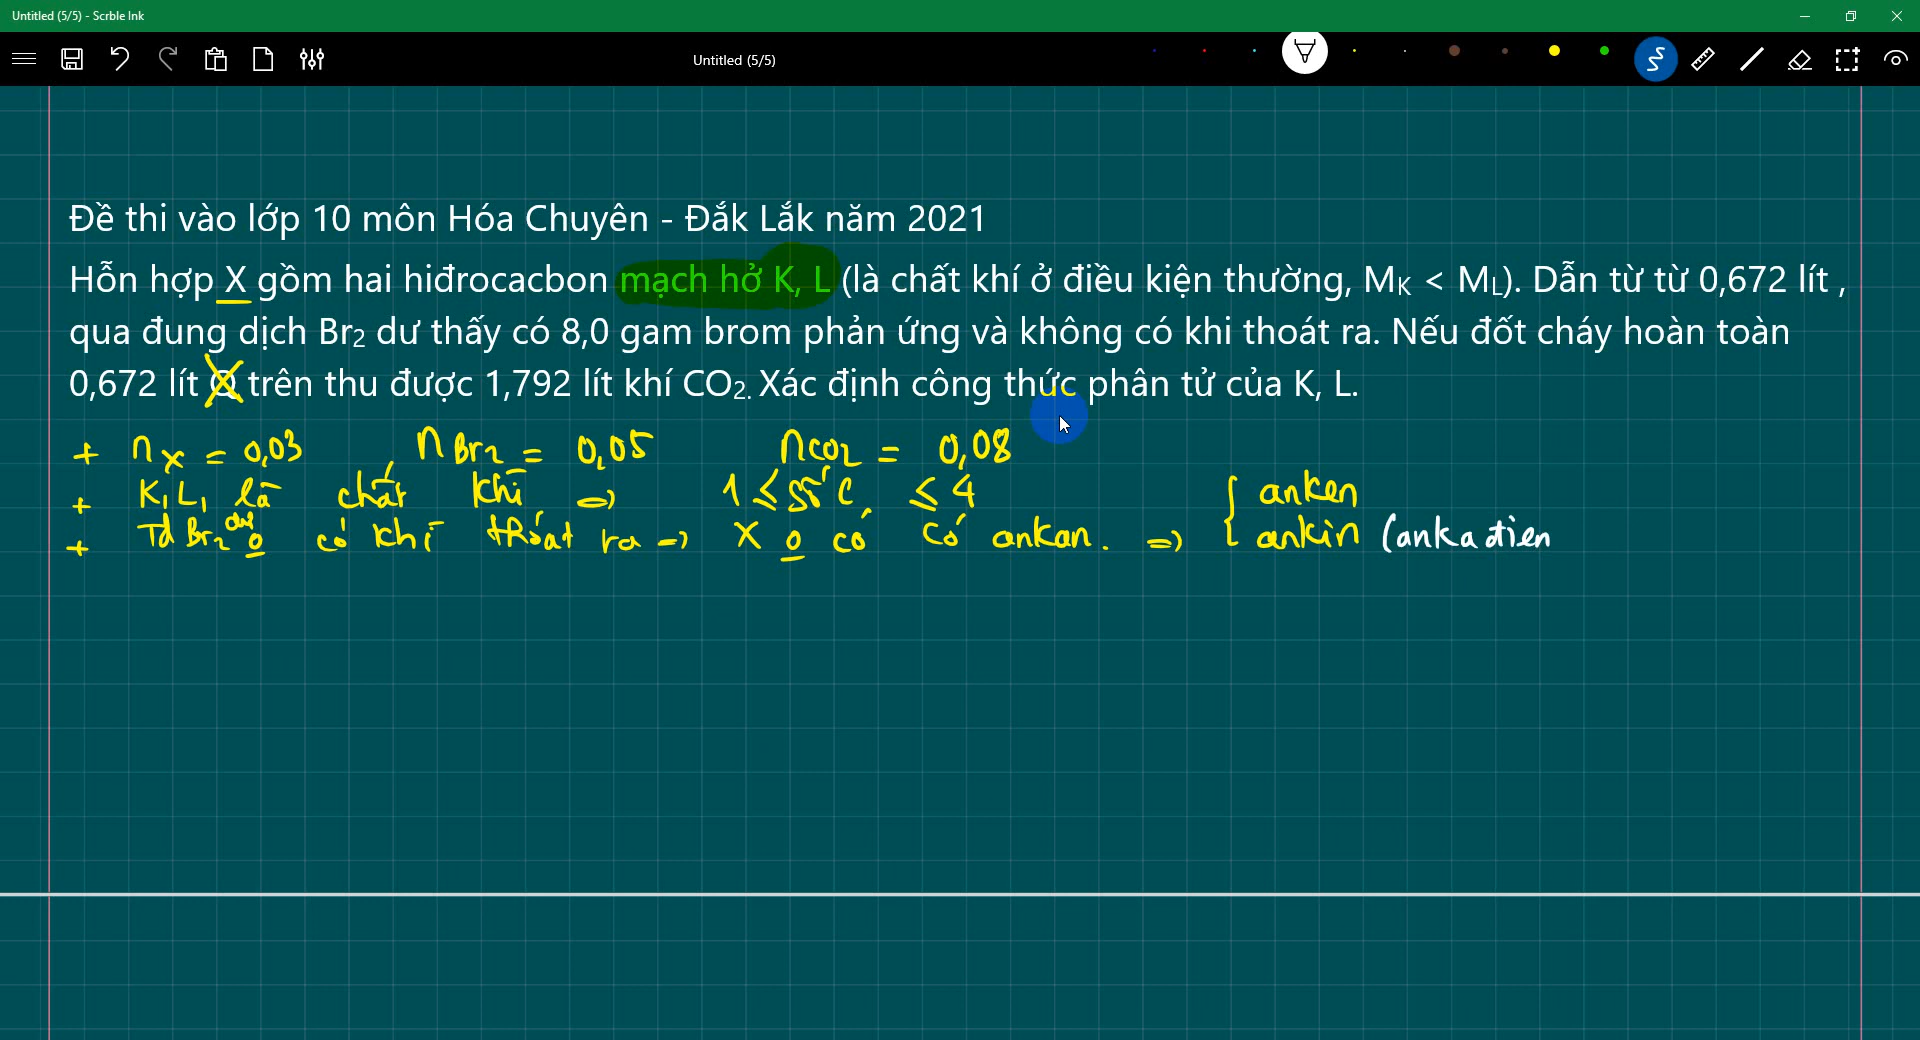 Untitled (5/5) - Scrble Ink
Untitled (5/5)
Đề thi vào lớp 10 môn Hóa Chuyên - Đắk Lắk năm 2021
Hỗn hợp X gồm hai hiđrocacbon mạch hở K, L (là chất khí ở điều kiện thường, MK < ML). Dẫn từ từ 0,672 lít ,
qua đung dịch Br2 dư thấy có 8,0 gam brom phản ứng và không có khi thoát ra. Nếu đốt cháy hoàn toàn
0,672 lít X trên thu được 1,792 lít khí CO2. Xác định công thức phân tử của K, L.
+ nX = 0,03 nBr2 = 0,05 nCO2 = 0,08
+ K, L, là chất khí => 1 ≤ số C ≤ 4 { anken
+ Td Br2 dư o có khí thoát ra => X o có có ankan. => ankin (ankađien